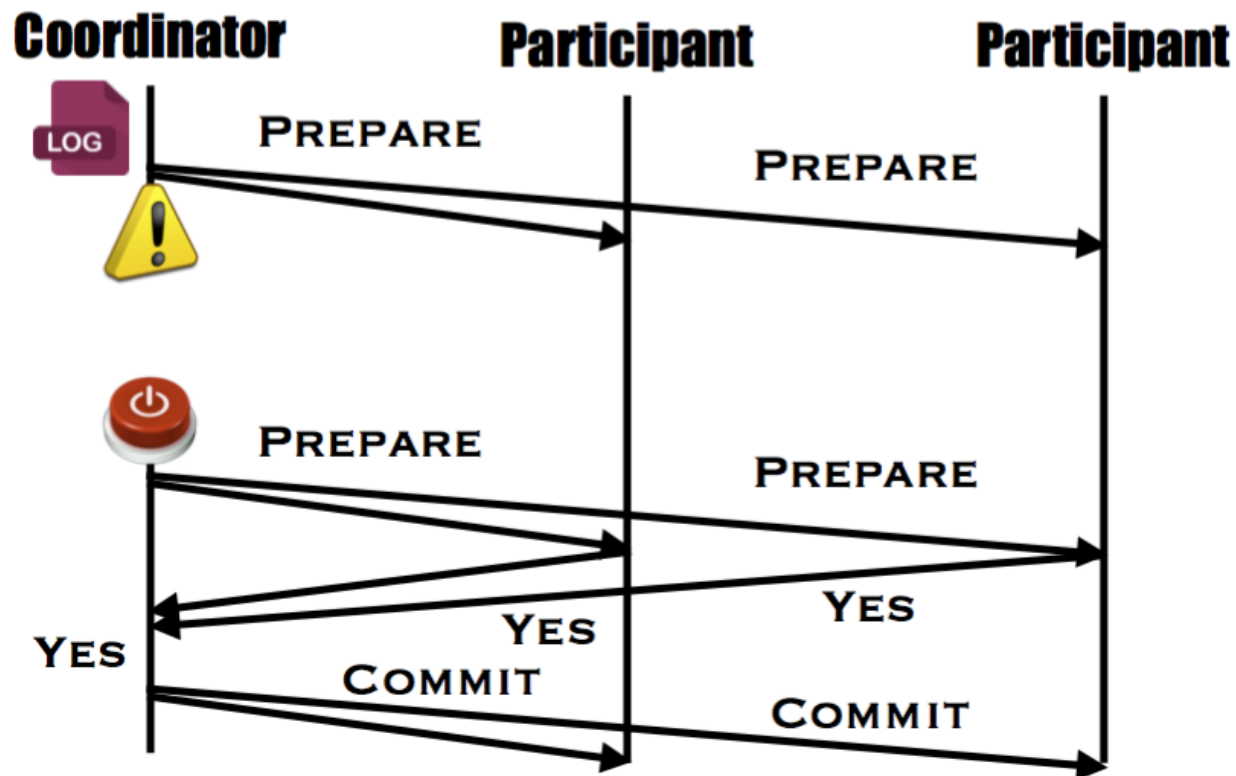 Coordinator Participant Participant
LOG
PREPARE
PREPARE
PREPARE
PREPARE
YES
YES
YES
COMMIT
COMMIT